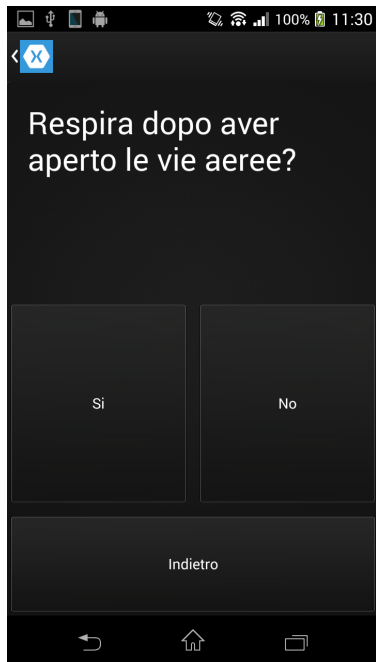 100% 11:30
Respira dopo aver
aperto le vie aeree?
Si No
Indietro